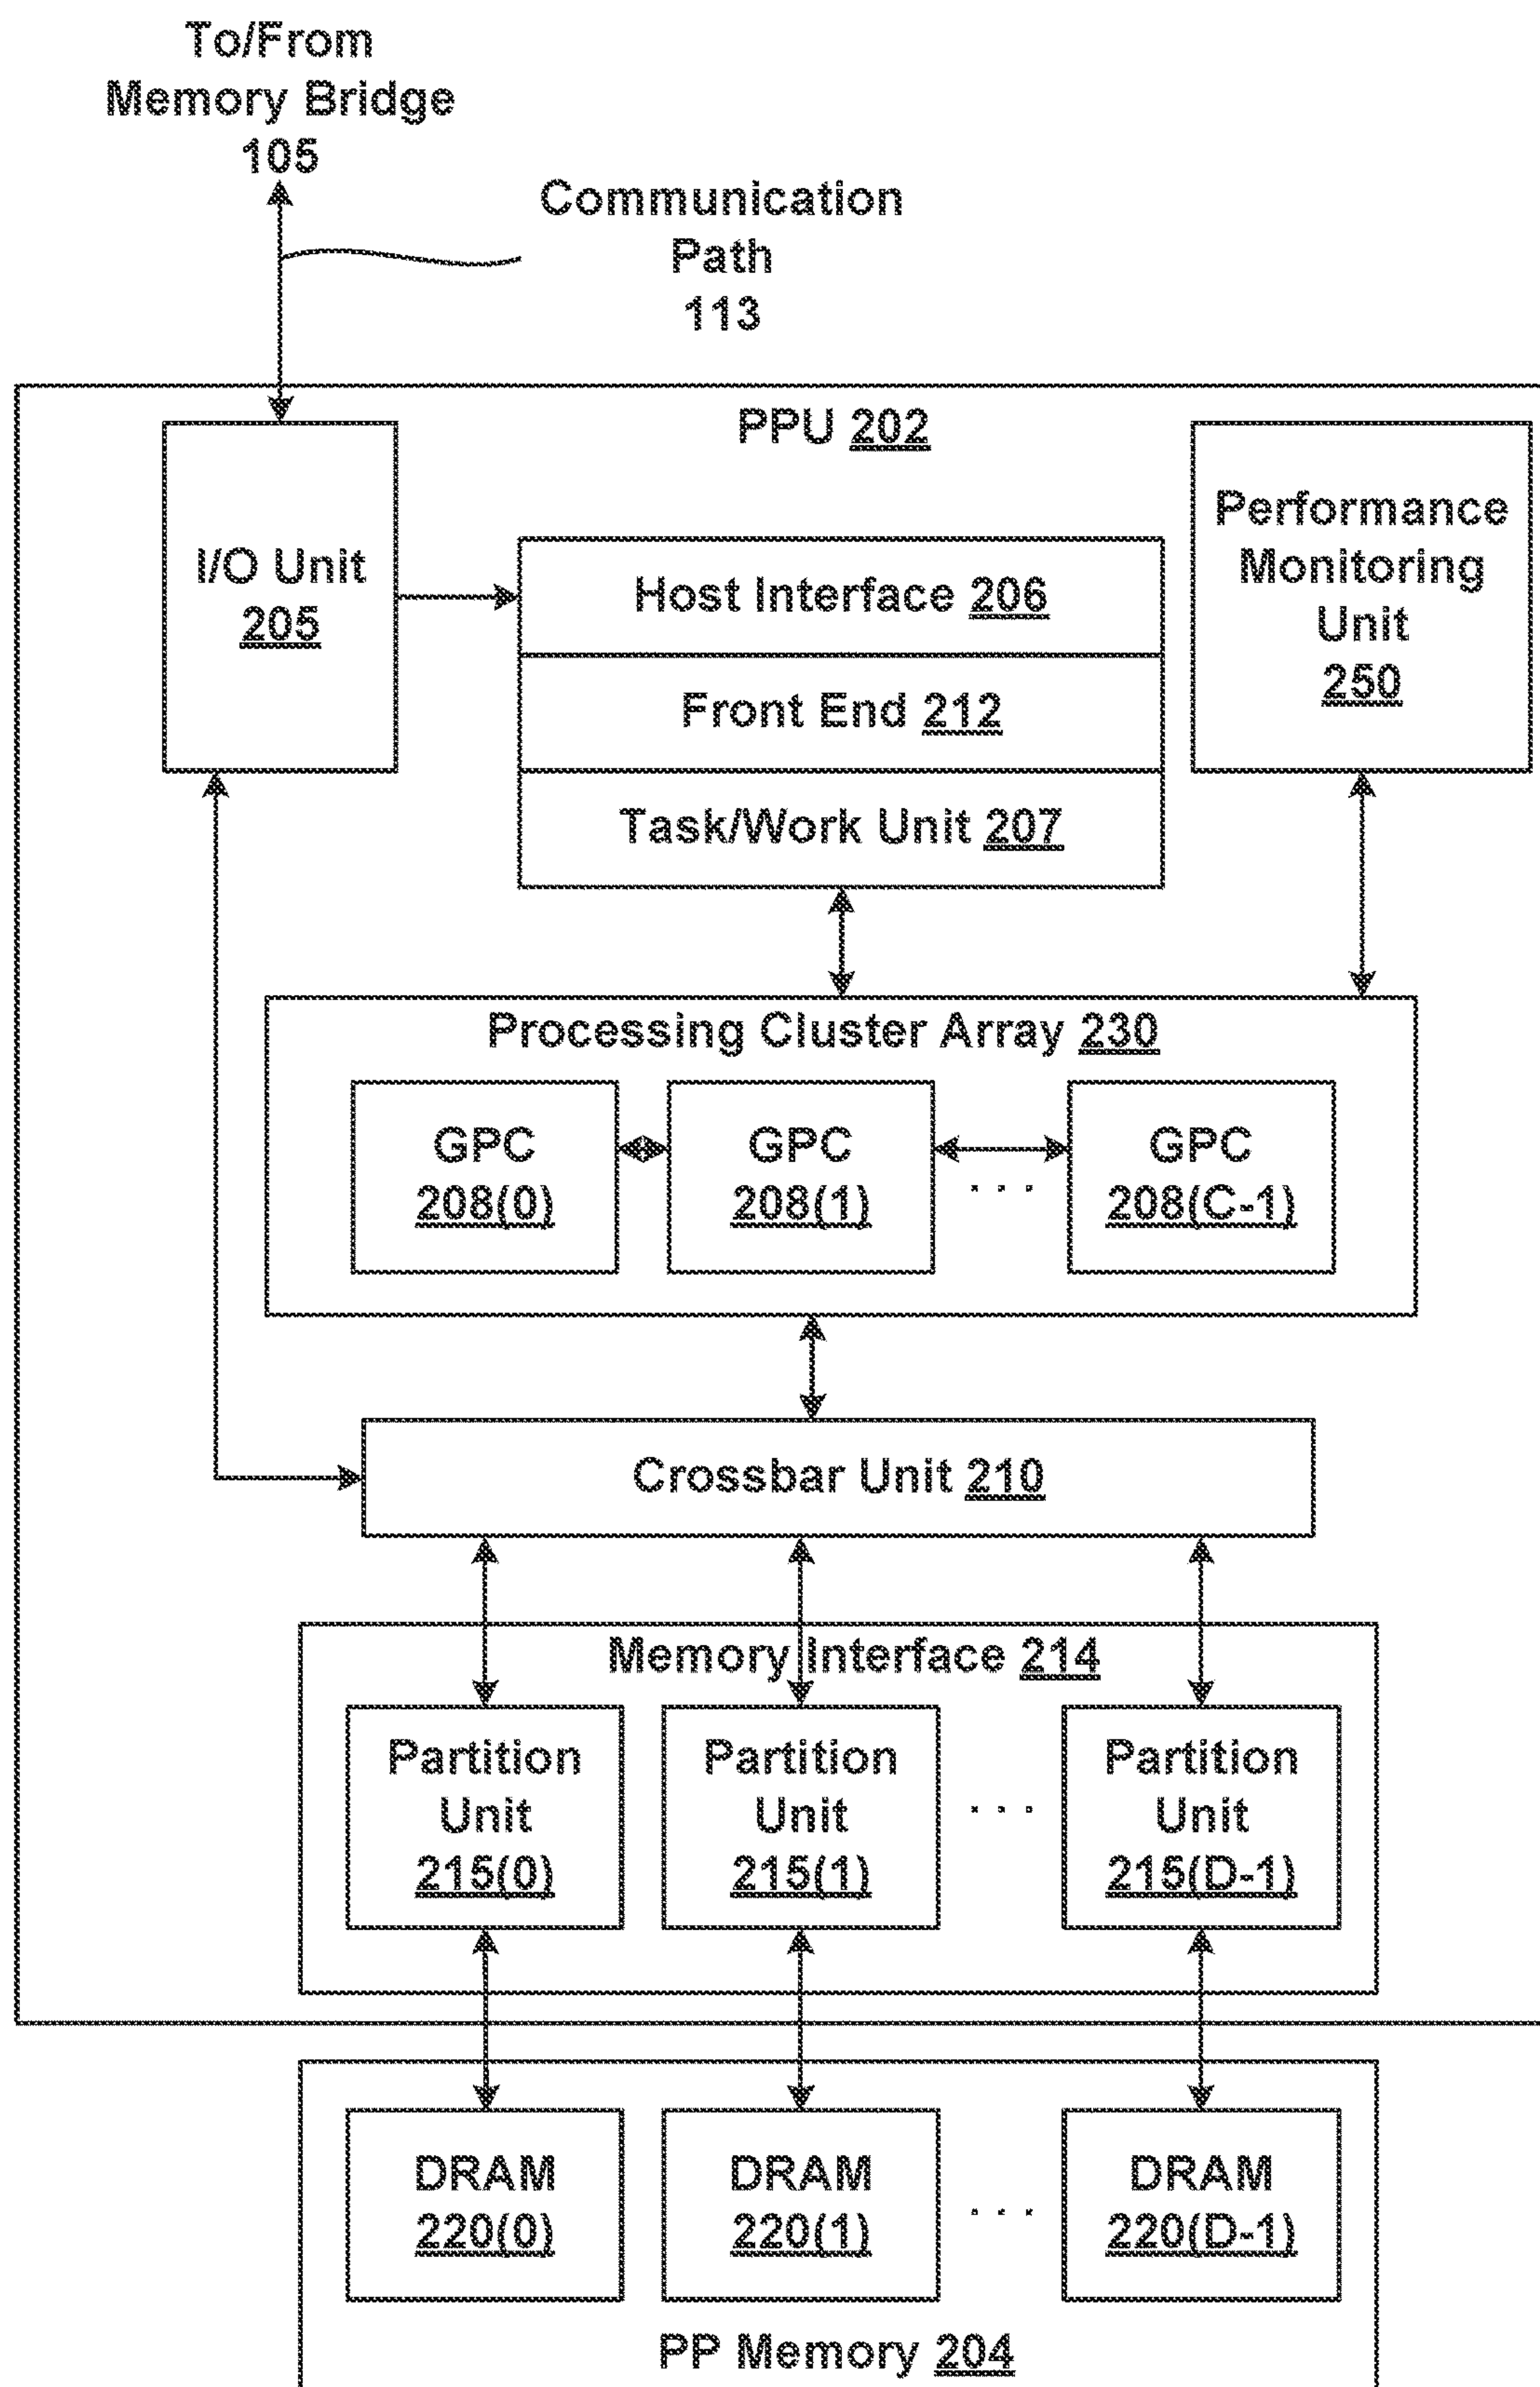 To/From
Memory Bridge
105
Communication
Path
113
PPU 202
I/O Unit
205
Host Interface 206
Front End 212
Task/Work Unit 207
Performance
Monitoring
Unit
250
Processing Cluster Array 230
GPC
208(0)
GPC
208(1)
. . .
GPC
208(C-1)
Crossbar Unit 210
Memory Interface 214
Partition
Unit
215(0)
Partition
Unit
215(1)
. . .
Partition
Unit
215(D-1)
DRAM
220(0)
DRAM
220(1)
. . .
DRAM
220(D-1)
PP Memory 204